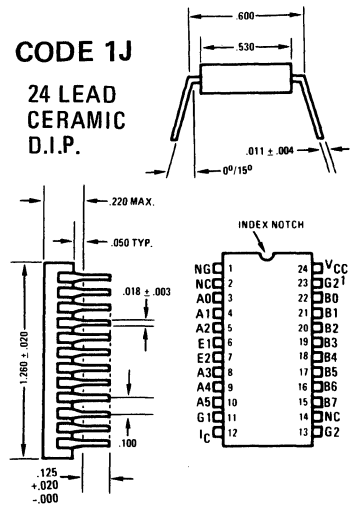 CODE 1J
24 LEAD
CERAMIC
D.I.P.
.600
.530
.011 ± .004
0°/15°
.220 MAX.
.050 TYP.
.018 ± .003
1.260 ± .020
.100
.125
+.020
-.000
INDEX NOTCH
NG 1 24 VCC
NC 2 23 G2†
A0 3 22 B0
A1 4 21 B1
A2 5 20 B2
E1 6 19 B3
E2 7 18 B4
A3 8 17 B5
A4 9 16 B6
A5 10 15 B7
G1 11 14 NC
IC 12 13 G2